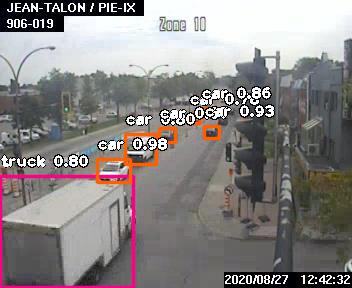 JEAN-TALON / PIE-IX
906-019
Zone 10
car 0.86
car 0.93
car 0.98
truck 0.80
2020/08/27 12:42:32